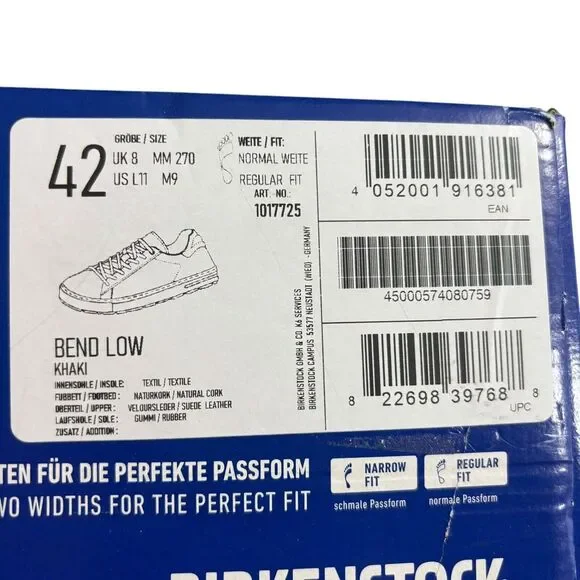 GRÖßE / SIZE
42
UK 8 MM 270
US L11 M9
WEITE / FIT:
NORMAL WEITE
REGULAR FIT
ART. NO.:
1017725
BEND LOW
KHAKI
INNENSOHLE / INSOLE: TEXTIL / TEXTILE
FUßBETT / FOOTBED: NATURKORK / NATURAL CORK
OBERTEIL / UPPER: VELOURSLEDER / SUEDE LEATHER
LAUFSOHLE / SOLE: GUMMI / RUBBER
ZUSATZ / ADDITION:
BIRKENSTOCK GMBH & CO. KG SERVICES
BIRKENSTOCK CAMPUS 53577 NEUSTADT (WIED) -GERMANY
4 052001 916381
EAN
45000574080759
8 22698 39768 8
UPC
TEN FÜR DIE PERFEKTE PASSFORM
WO WIDTHS FOR THE PERFECT FIT
NARROW
FIT
schmale Passform
REGULAR
FIT
normale Passform
BIRKENSTOCK